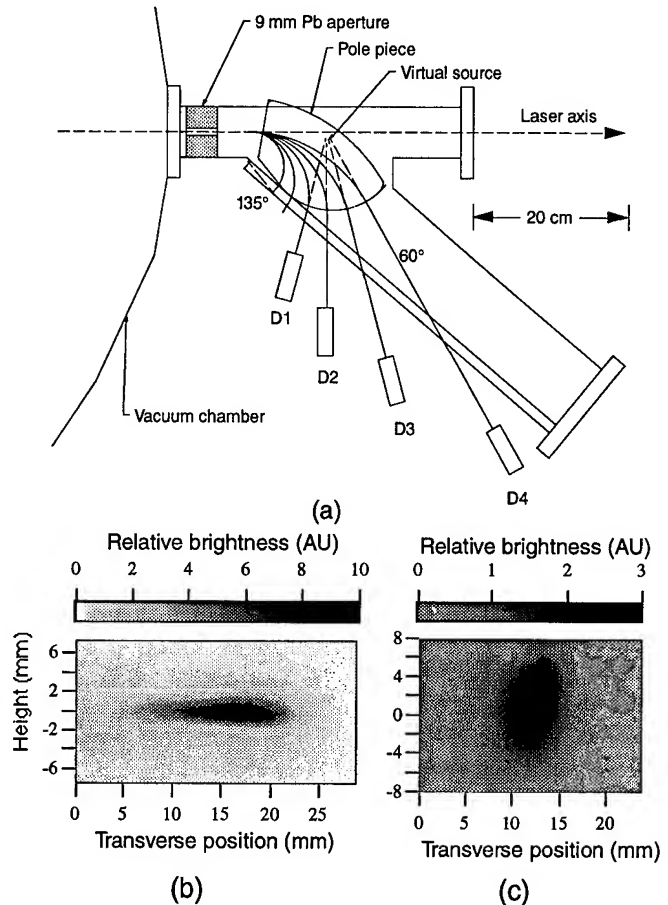 9 mm Pb aperture
Pole piece
Virtual source
Laser axis
135°
20 cm
60°
D1
D2
D3
D4
Vacuum chamber
(a)
Relative brightness (AU)
0 2 4 6 8 10
Height (mm)
6
2
-2
-6
0 5 10 15 20 25
Transverse position (mm)
(b)
Relative brightness (AU)
0 1 2 3
8
4
0
-4
-8
0 5 10 15 20
Transverse position (mm)
(c)